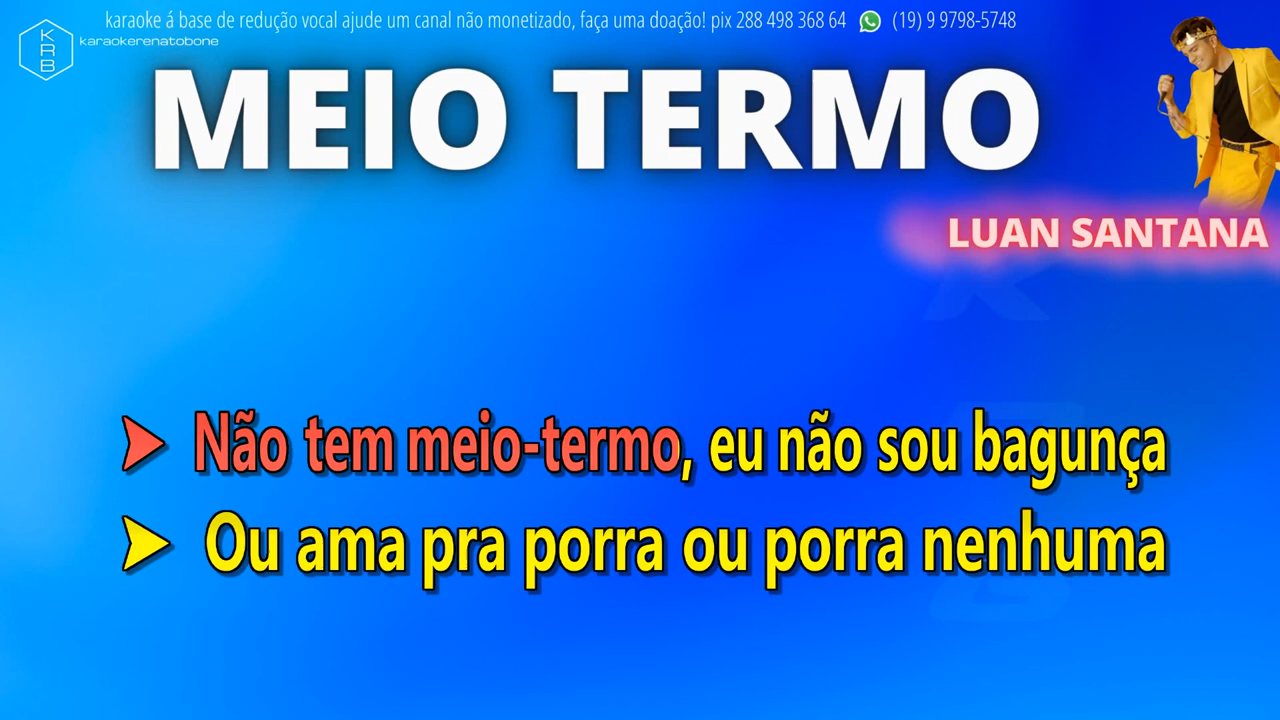 karaoke á base de redução vocal ajude um canal não monetizado, faça uma doação! pix 288 498 368 64 (19) 9 9798-5748
KRB
karaokerenatobone
MEIO TERMO
LUAN SANTANA
Não tem meio-termo, eu não sou bagunça
Ou ama pra porra ou porra nenhuma